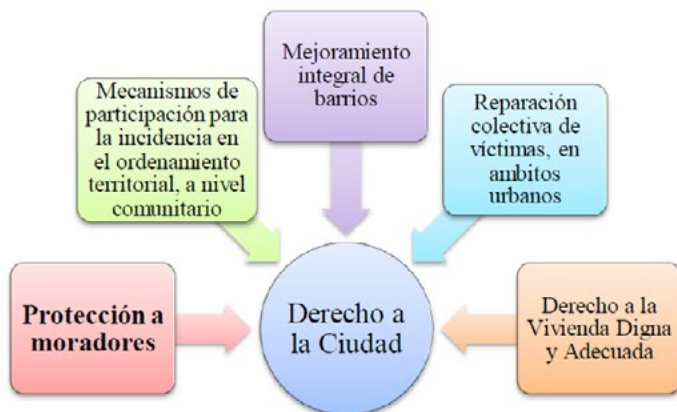 Mejoramiento
integral de
barrios
Mecanismos de
participación para
la incidencia en
el ordenamiento
territorial, a nivel
comunitario
Reparación
colectiva de
víctimas, en
ambitos
urbanos
Protección a
moradores
Derecho a
la Ciudad
Derecho a la
Vivienda Digna
y Adecuada